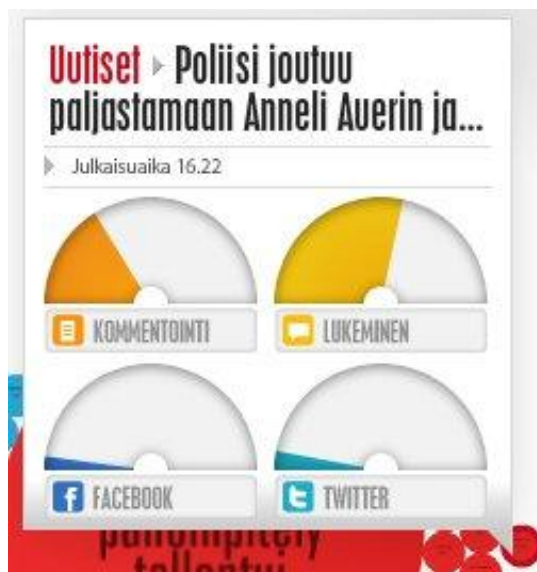 Uutiset Poliisi joutuu
paljastamaan Anneli Auerin ja...
Julkaisuaika 16.22
KOMMENTOINTI LUKEMINEN
FACEBOOK TWITTER